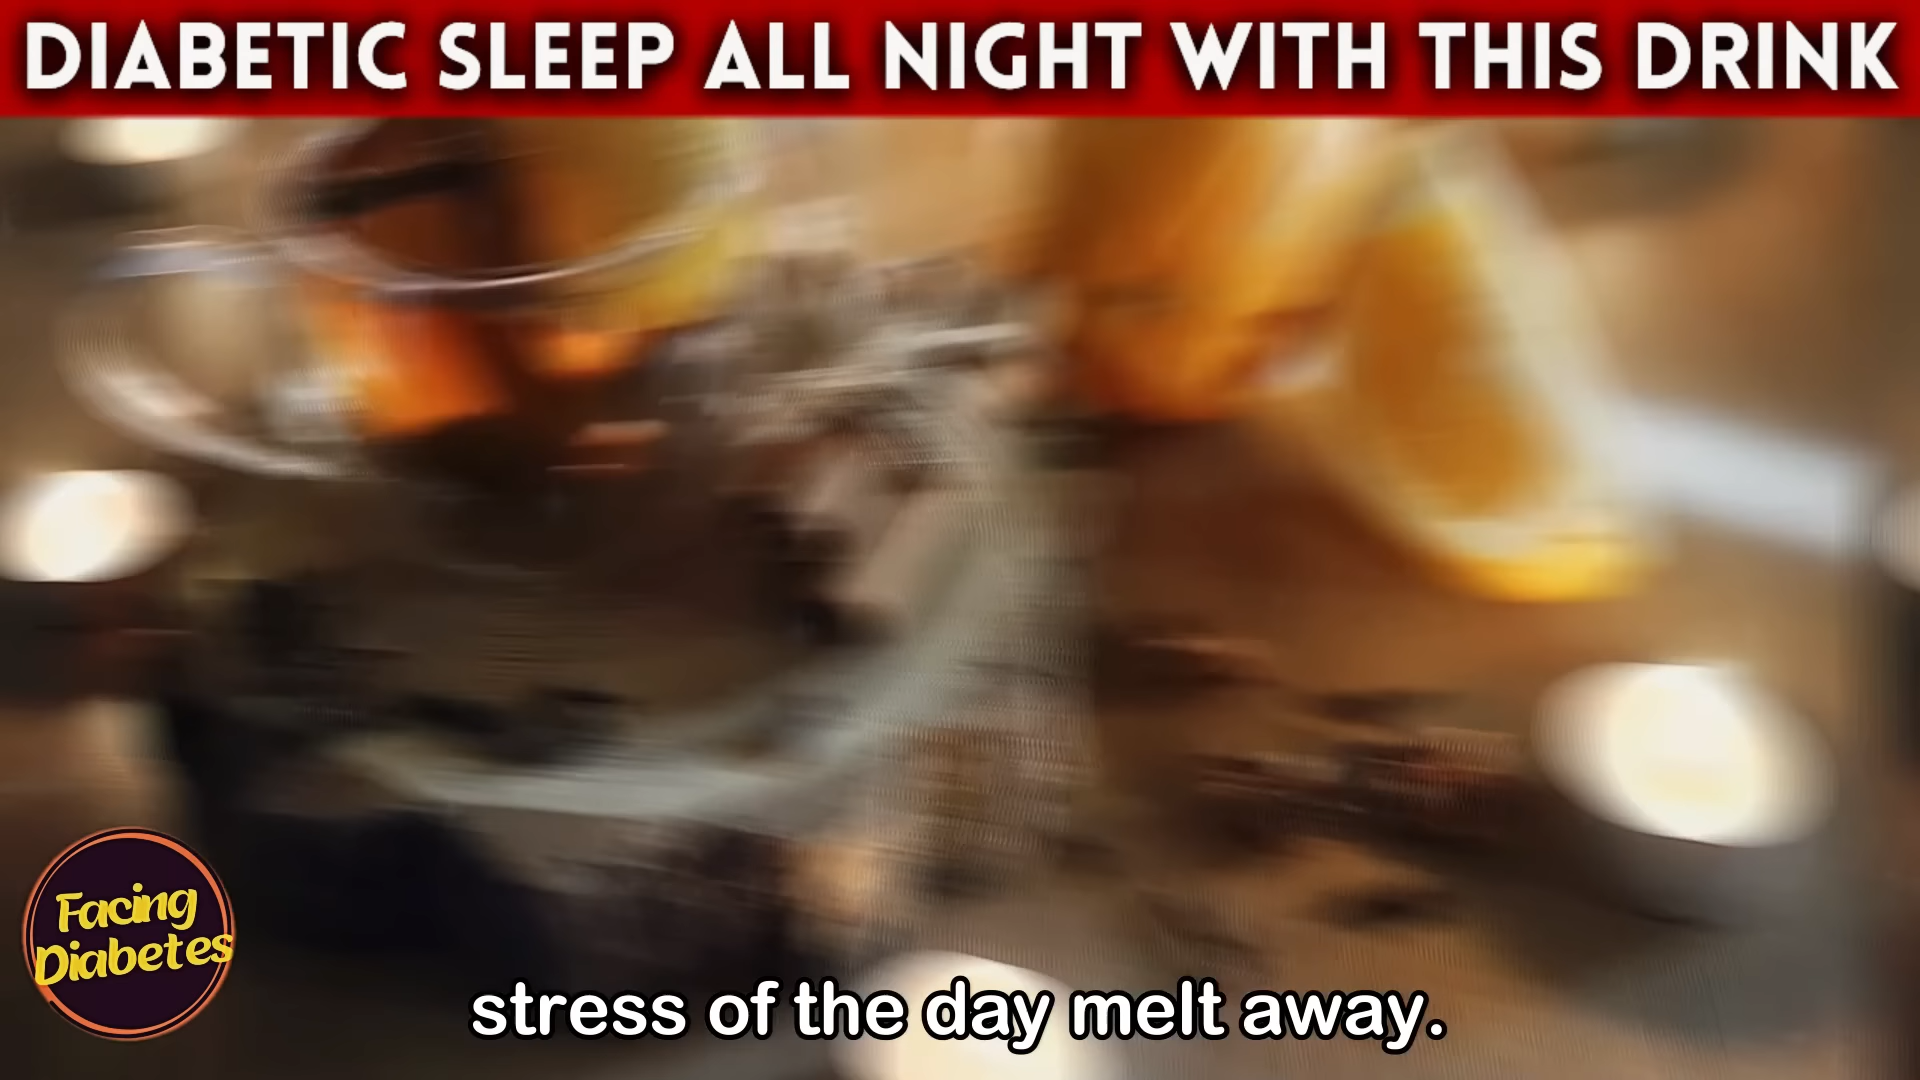 DIABETIC SLEEP ALL NIGHT WITH THIS DRINK
Facing
Diabetes
stress of the day melt away.